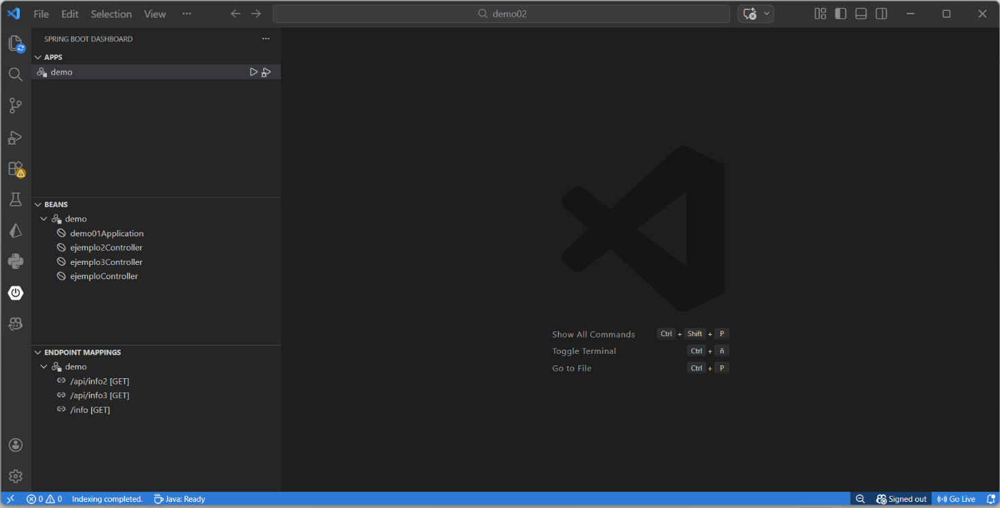 File Edit Selection View ··· demo02
SPRING BOOT DASHBOARD ···
APPS
demo
BEANS
demo
demo01Application
ejemplo2Controller
ejemplo3Controller
ejemploController
ENDPOINT MAPPINGS
demo
/api/info2 [GET]
/api/info3 [GET]
/info [GET]
Show All Commands Ctrl + Shift + P
Toggle Terminal Ctrl + ñ
Go to File Ctrl + P
0 0 Indexing completed. Java: Ready Signed out Go Live